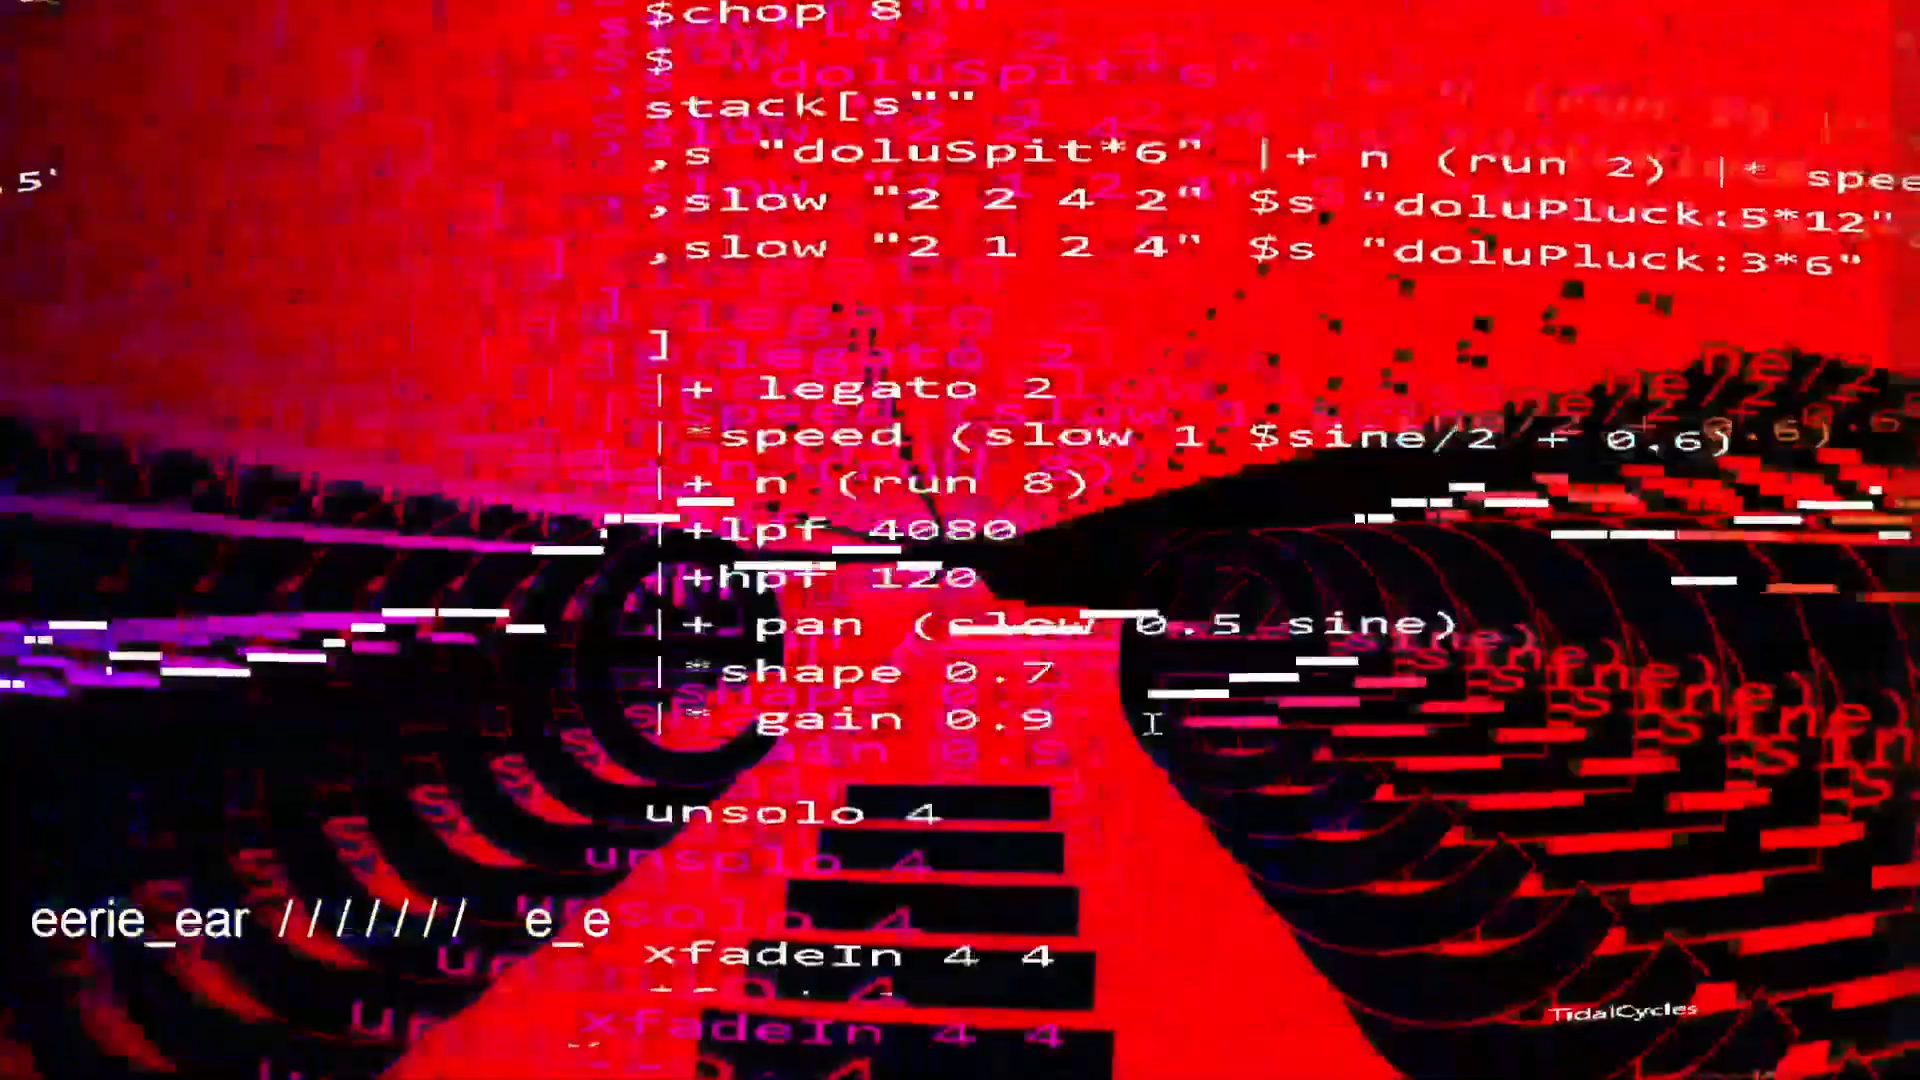 $chop 8
$
stack[s""
,s "doluSpit*6" |+ n (run 2) |* spee
.5'
,slow "2 2 4 2" $s "doluPluck:5*12"
,slow "2 1 2 4" $s "doluPluck:3*6"
]
|+ legato 2
|*speed (slow 1 $sine/2 + 0.6)
|+ n (run 8)
|+lpf 4080
|+hpf 120
|+ pan (slow 0.5 sine)
|*shape 0.7
|* gain 0.9
unsolo 4
eerie_ear /////// e_e
xfadeIn 4 4
TidalCycles